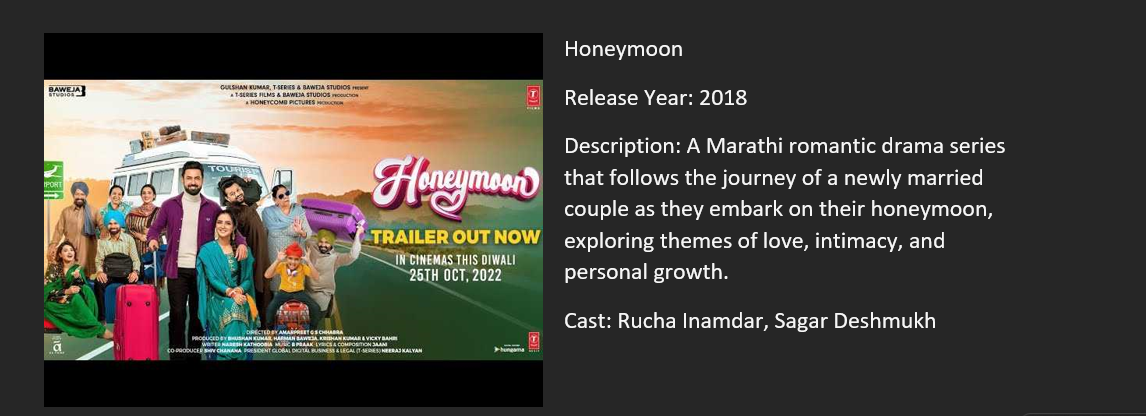 BAWEJA
STUDIOS
GULSHAN KUMAR, T-SERIES & BAWEJA STUDIOS PRESENT
A T-SERIES FILMS & BAWEJA STUDIOS PRODUCTION
A HONEYCOMB PICTURES PRODUCTION
T
FILMS
PORT
TOURIST
Honeymoon
TRAILER OUT NOW
IN CINEMAS THIS DIWALI
25TH OCT, 2022
DIRECTED BY AMARPREET G S CHHABRA
PRODUCED BY BHUSHAN KUMAR, HARMAN BAWEJA, KRISHAN KUMAR & VICKY BAHRI
WRITER NARESH KATHOORIA MUSIC B PRAAK LYRICS & COMPOSITION JAANI
CO-PRODUCER SHIV CHANANA PRESIDENT GLOBAL DIGITAL BUSINESS & LEGAL (T-SERIES) NEERAJ KALYAN
hungama
T
Honeymoon
Release Year: 2018
Description: A Marathi romantic drama series
that follows the journey of a newly married
couple as they embark on their honeymoon,
exploring themes of love, intimacy, and
personal growth.
Cast: Rucha Inamdar, Sagar Deshmukh